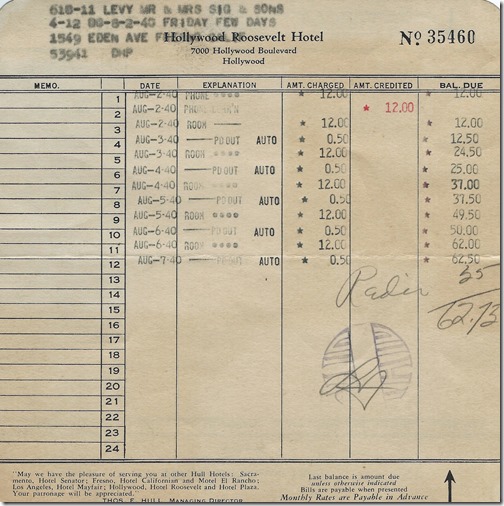 618-11 LEVY MR & MRS SIG & SONS
4-12 8-2-40 FRIDAY FEW DAYS
1549 EDEN AVE Hollywood Roosevelt Hotel
7000 Hollywood Boulevard
Hollywood
No 35460
53941
MEMO. DATE EXPLANATION AMT. CHARGED AMT. CREDITED BAL. DUE
1 AUG-2-40 PHONE * 12.00 * 12.00
2 AUG-2-40 * 12.00
3 AUG-2-40 ROOM * 12.00 * 12.00
4 AUG-3-40 PD OUT AUTO * 0.50 * 12.50
5 AUG-3-40 ROOM * 12.00 * 24.50
6 AUG-4-40 PD OUT AUTO * 0.50 * 25.00
7 AUG-4-40 ROOM * 12.00 * 37.00
8 AUG-5-40 PD OUT AUTO * 0.50 * 37.50
9 AUG-5-40 ROOM * 12.00 * 49.50
10 AUG-6-40 PD OUT AUTO * 0.50 * 50.00
11 AUG-6-40 ROOM * 12.00 * 62.00
12 AUG-7-40 AUTO * 0.50 * 62.50
13
14
15
16
17
18
19
20
21
22
23
24
62.75
"May we have the pleasure of serving you at other Hull Hotels: Sacramento, Hotel Senator; Fresno, Hotel Californian and Motel El Rancho; Los Angeles, Hotel Mayfair; Hollywood, Hotel Roosevelt and Hotel Plaza. Your patronage will be appreciated."
THOS. E. HULL, MANAGING DIRECTOR
Last balance is amount due
unless otherwise indicated
Bills are payable when presented
Monthly Rates are Payable in Advance